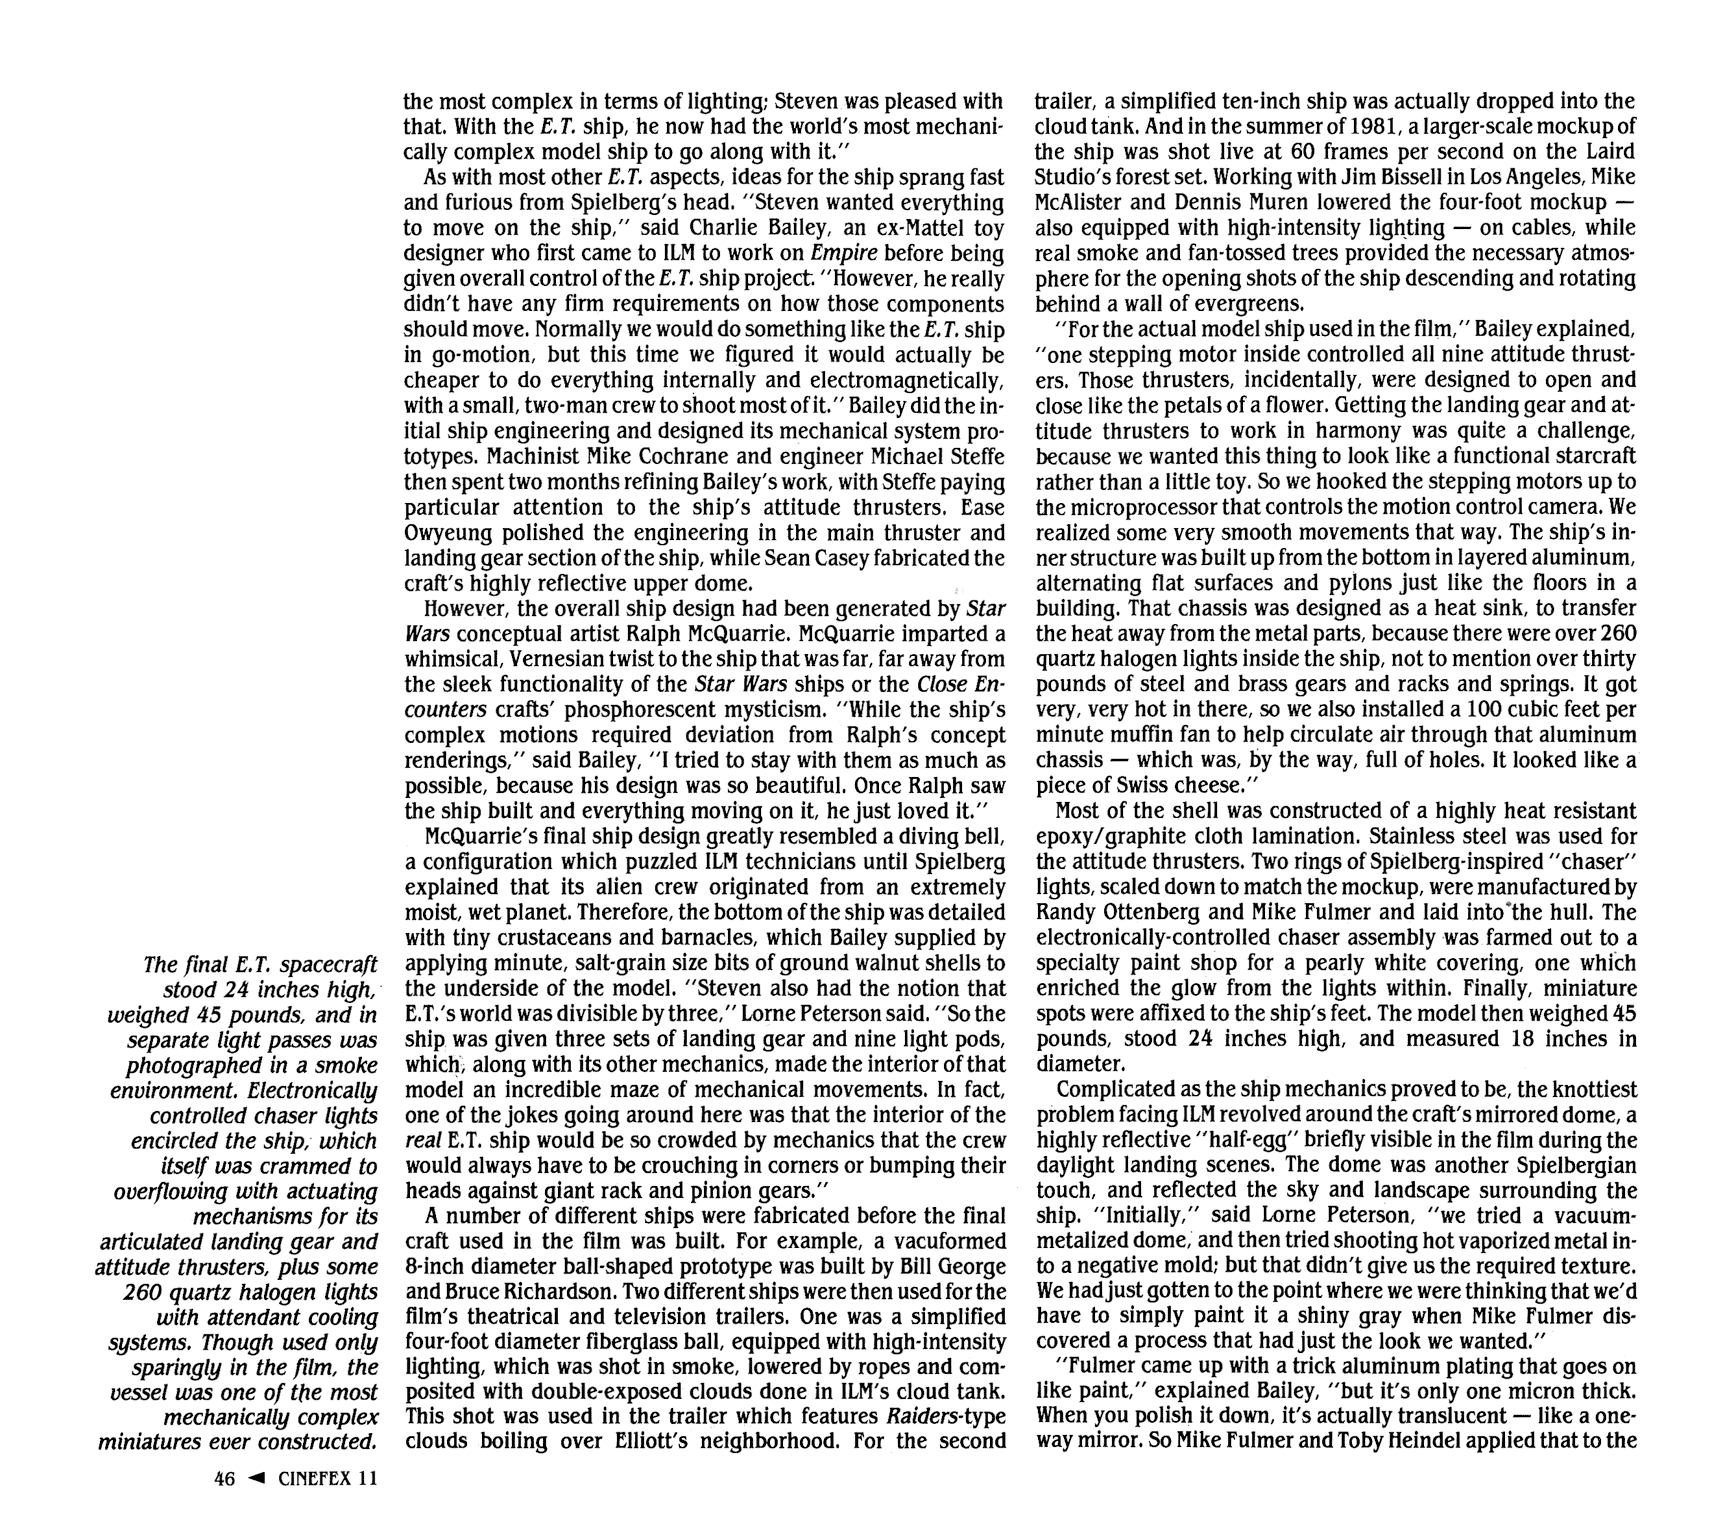 the most complex in terms of lighting; Steven was pleased with
that. With the E.T. ship, he now had the world's most mechani-
cally complex model ship to go along with it."
As with most other E.T. aspects, ideas for the ship sprang fast
and furious from Spielberg's head. "Steven wanted everything
to move on the ship," said Charlie Bailey, an ex-Mattel toy
designer who first came to ILM to work on Empire before being
given overall control of the E.T. ship project. "However, he really
didn't have any firm requirements on how those components
should move. Normally we would do something like the E.T. ship
in go-motion, but this time we figured it would actually be
cheaper to do everything internally and electromagnetically,
with a small, two-man crew to shoot most of it." Bailey did the in-
itial ship engineering and designed its mechanical system pro-
totypes. Machinist Mike Cochrane and engineer Michael Steffe
then spent two months refining Bailey's work, with Steffe paying
particular attention to the ship's attitude thrusters. Ease
Owyeung polished the engineering in the main thruster and
landing gear section of the ship, while Sean Casey fabricated the
craft's highly reflective upper dome.
However, the overall ship design had been generated by Star
Wars conceptual artist Ralph McQuarrie. McQuarrie imparted a
whimsical, Vernesian twist to the ship that was far, far away from
the sleek functionality of the Star Wars ships or the Close En-
counters crafts' phosphorescent mysticism. "While the ship's
complex motions required deviation from Ralph's concept
renderings," said Bailey, "I tried to stay with them as much as
possible, because his design was so beautiful. Once Ralph saw
the ship built and everything moving on it, he just loved it."
McQuarrie's final ship design greatly resembled a diving bell,
a configuration which puzzled ILM technicians until Spielberg
explained that its alien crew originated from an extremely
moist, wet planet. Therefore, the bottom of the ship was detailed
with tiny crustaceans and barnacles, which Bailey supplied by
applying minute, salt-grain size bits of ground walnut shells to
the underside of the model. "Steven also had the notion that
E.T.'s world was divisible by three," Lorne Peterson said. "So the
ship was given three sets of landing gear and nine light pods,
which, along with its other mechanics, made the interior of that
model an incredible maze of mechanical movements. In fact,
one of the jokes going around here was that the interior of the
real E.T. ship would be so crowded by mechanics that the crew
would always have to be crouching in corners or bumping their
heads against giant rack and pinion gears."
A number of different ships were fabricated before the final
craft used in the film was built. For example, a vacuformed
8-inch diameter ball-shaped prototype was built by Bill George
and Bruce Richardson. Two different ships were then used for the
film's theatrical and television trailers. One was a simplified
four-foot diameter fiberglass ball, equipped with high-intensity
lighting, which was shot in smoke, lowered by ropes and com-
posited with double-exposed clouds done in ILM's cloud tank.
This shot was used in the trailer which features Raiders-type
clouds boiling over Elliott's neighborhood. For the second
trailer, a simplified ten-inch ship was actually dropped into the
cloud tank. And in the summer of 1981, a larger-scale mockup of
the ship was shot live at 60 frames per second on the Laird
Studio's forest set. Working with Jim Bissell in Los Angeles, Mike
McAlister and Dennis Muren lowered the four-foot mockup —
also equipped with high-intensity lighting — on cables, while
real smoke and fan-tossed trees provided the necessary atmos-
phere for the opening shots of the ship descending and rotating
behind a wall of evergreens.
"For the actual model ship used in the film," Bailey explained,
"one stepping motor inside controlled all nine attitude thrust-
ers. Those thrusters, incidentally, were designed to open and
close like the petals of a flower. Getting the landing gear and at-
titude thrusters to work in harmony was quite a challenge,
because we wanted this thing to look like a functional starcraft
rather than a little toy. So we hooked the stepping motors up to
the microprocessor that controls the motion control camera. We
realized some very smooth movements that way. The ship's in-
ner structure was built up from the bottom in layered aluminum,
alternating flat surfaces and pylons just like the floors in a
building. That chassis was designed as a heat sink, to transfer
the heat away from the metal parts, because there were over 260
quartz halogen lights inside the ship, not to mention over thirty
pounds of steel and brass gears and racks and springs. It got
very, very hot in there, so we also installed a 100 cubic feet per
minute muffin fan to help circulate air through that aluminum
chassis — which was, by the way, full of holes. It looked like a
piece of Swiss cheese."
Most of the shell was constructed of a highly heat resistant
epoxy/graphite cloth lamination. Stainless steel was used for
the attitude thrusters. Two rings of Spielberg-inspired "chaser"
lights, scaled down to match the mockup, were manufactured by
Randy Ottenberg and Mike Fulmer and laid into the hull. The
electronically-controlled chaser assembly was farmed out to a
specialty paint shop for a pearly white covering, one which
enriched the glow from the lights within. Finally, miniature
spots were affixed to the ship's feet. The model then weighed 45
pounds, stood 24 inches high, and measured 18 inches in
diameter.
Complicated as the ship mechanics proved to be, the knottiest
problem facing ILM revolved around the craft's mirrored dome, a
highly reflective "half-egg" briefly visible in the film during the
daylight landing scenes. The dome was another Spielbergian
touch, and reflected the sky and landscape surrounding the
ship. "Initially," said Lorne Peterson, "we tried a vacuum-
metalized dome, and then tried shooting hot vaporized metal in-
to a negative mold; but that didn't give us the required texture.
We had just gotten to the point where we were thinking that we'd
have to simply paint it a shiny gray when Mike Fulmer dis-
covered a process that had just the look we wanted."
"Fulmer came up with a trick aluminum plating that goes on
like paint," explained Bailey, "but it's only one micron thick.
When you polish it down, it's actually translucent — like a one-
way mirror. So Mike Fulmer and Toby Heindel applied that to the
The final E.T. spacecraft
stood 24 inches high,
weighed 45 pounds, and in
separate light passes was
photographed in a smoke
environment. Electronically
controlled chaser lights
encircled the ship, which
itself was crammed to
overflowing with actuating
mechanisms for its
articulated landing gear and
attitude thrusters, plus some
260 quartz halogen lights
with attendant cooling
systems. Though used only
sparingly in the film, the
vessel was one of the most
mechanically complex
miniatures ever constructed.
46 ◄ CINEFEX 11